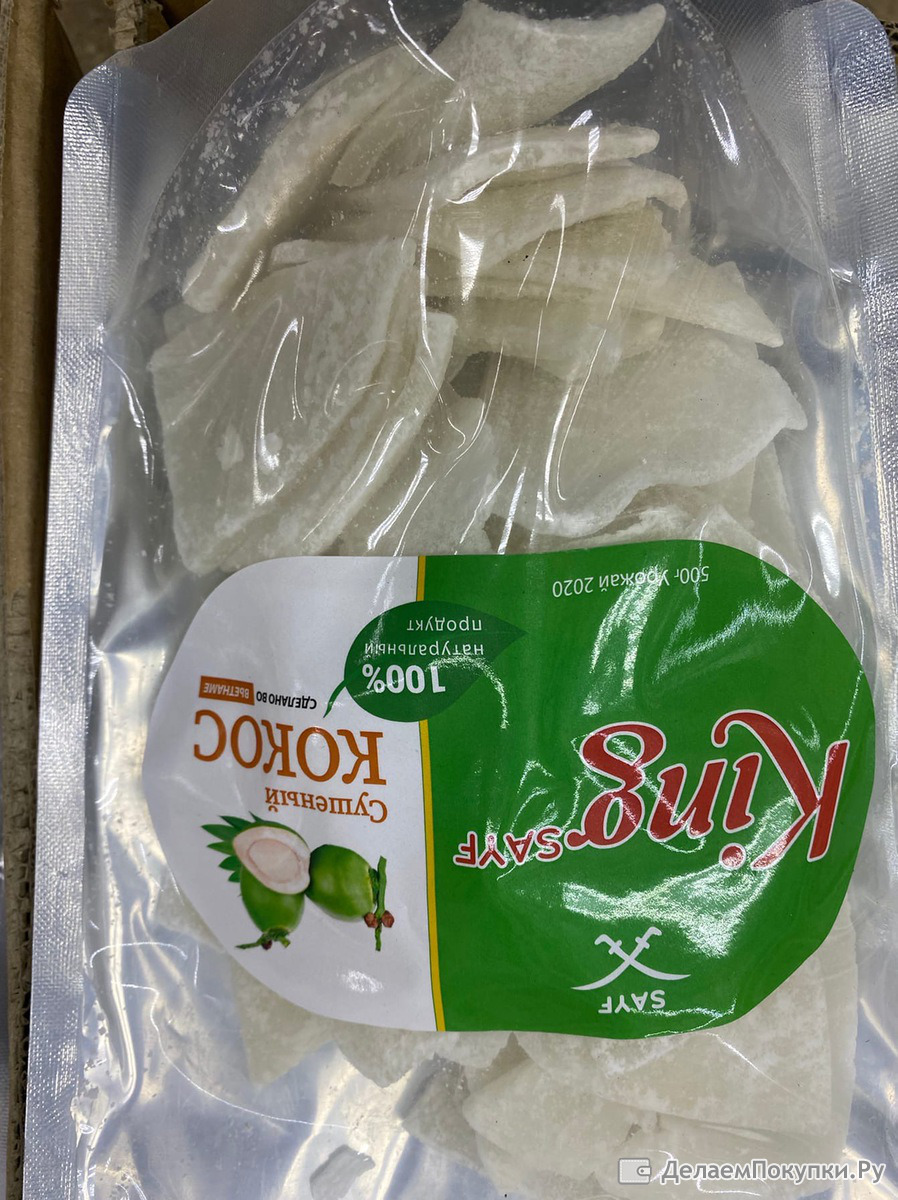 SAYF
King SAYF
500г Урожай 2020
Сушеный
КОКОС
СДЕЛАНО ВО ВЬЕТНАМЕ
100%
натуральный
продукт
ДелаемПокупки.Ру